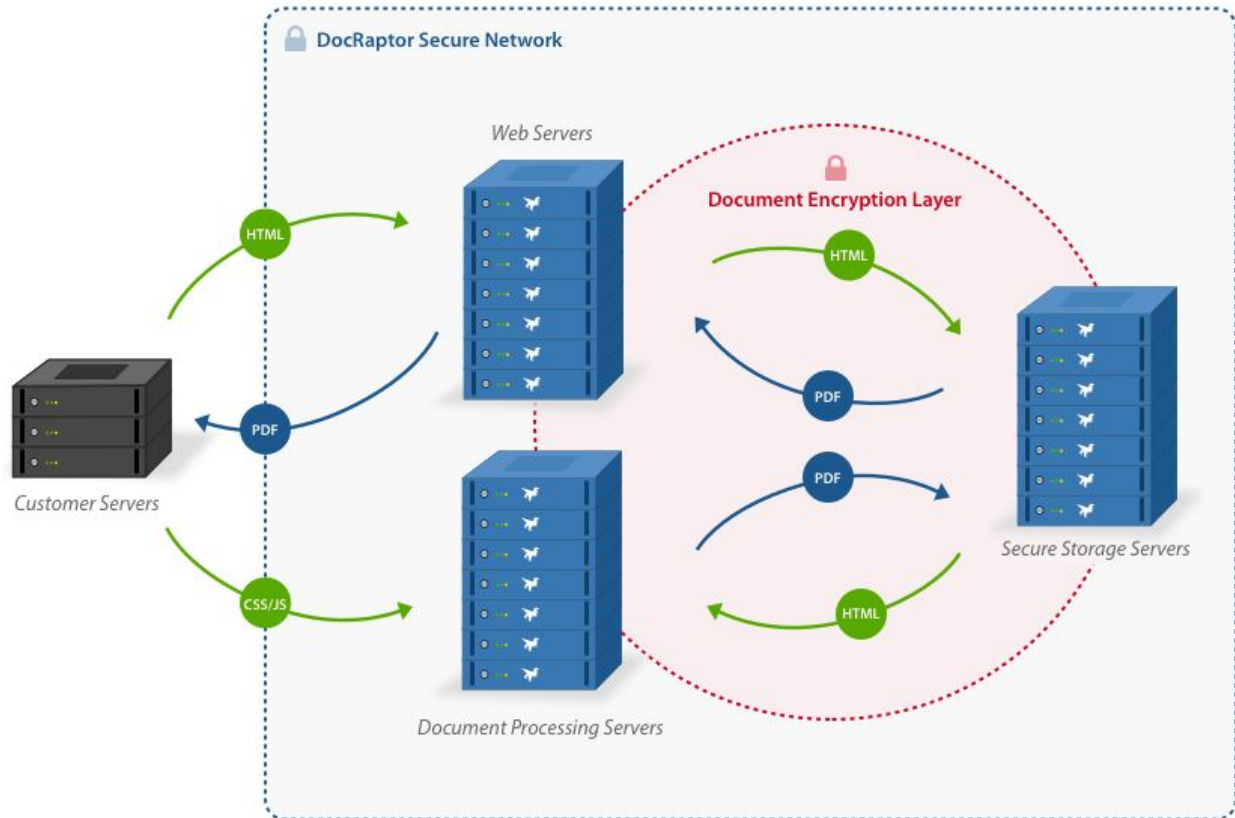 DocRaptor Secure Network
Web Servers
Document Encryption Layer
HTML
HTML
PDF
PDF
PDF
Customer Servers
Secure Storage Servers
CSS/JS
HTML
Document Processing Servers